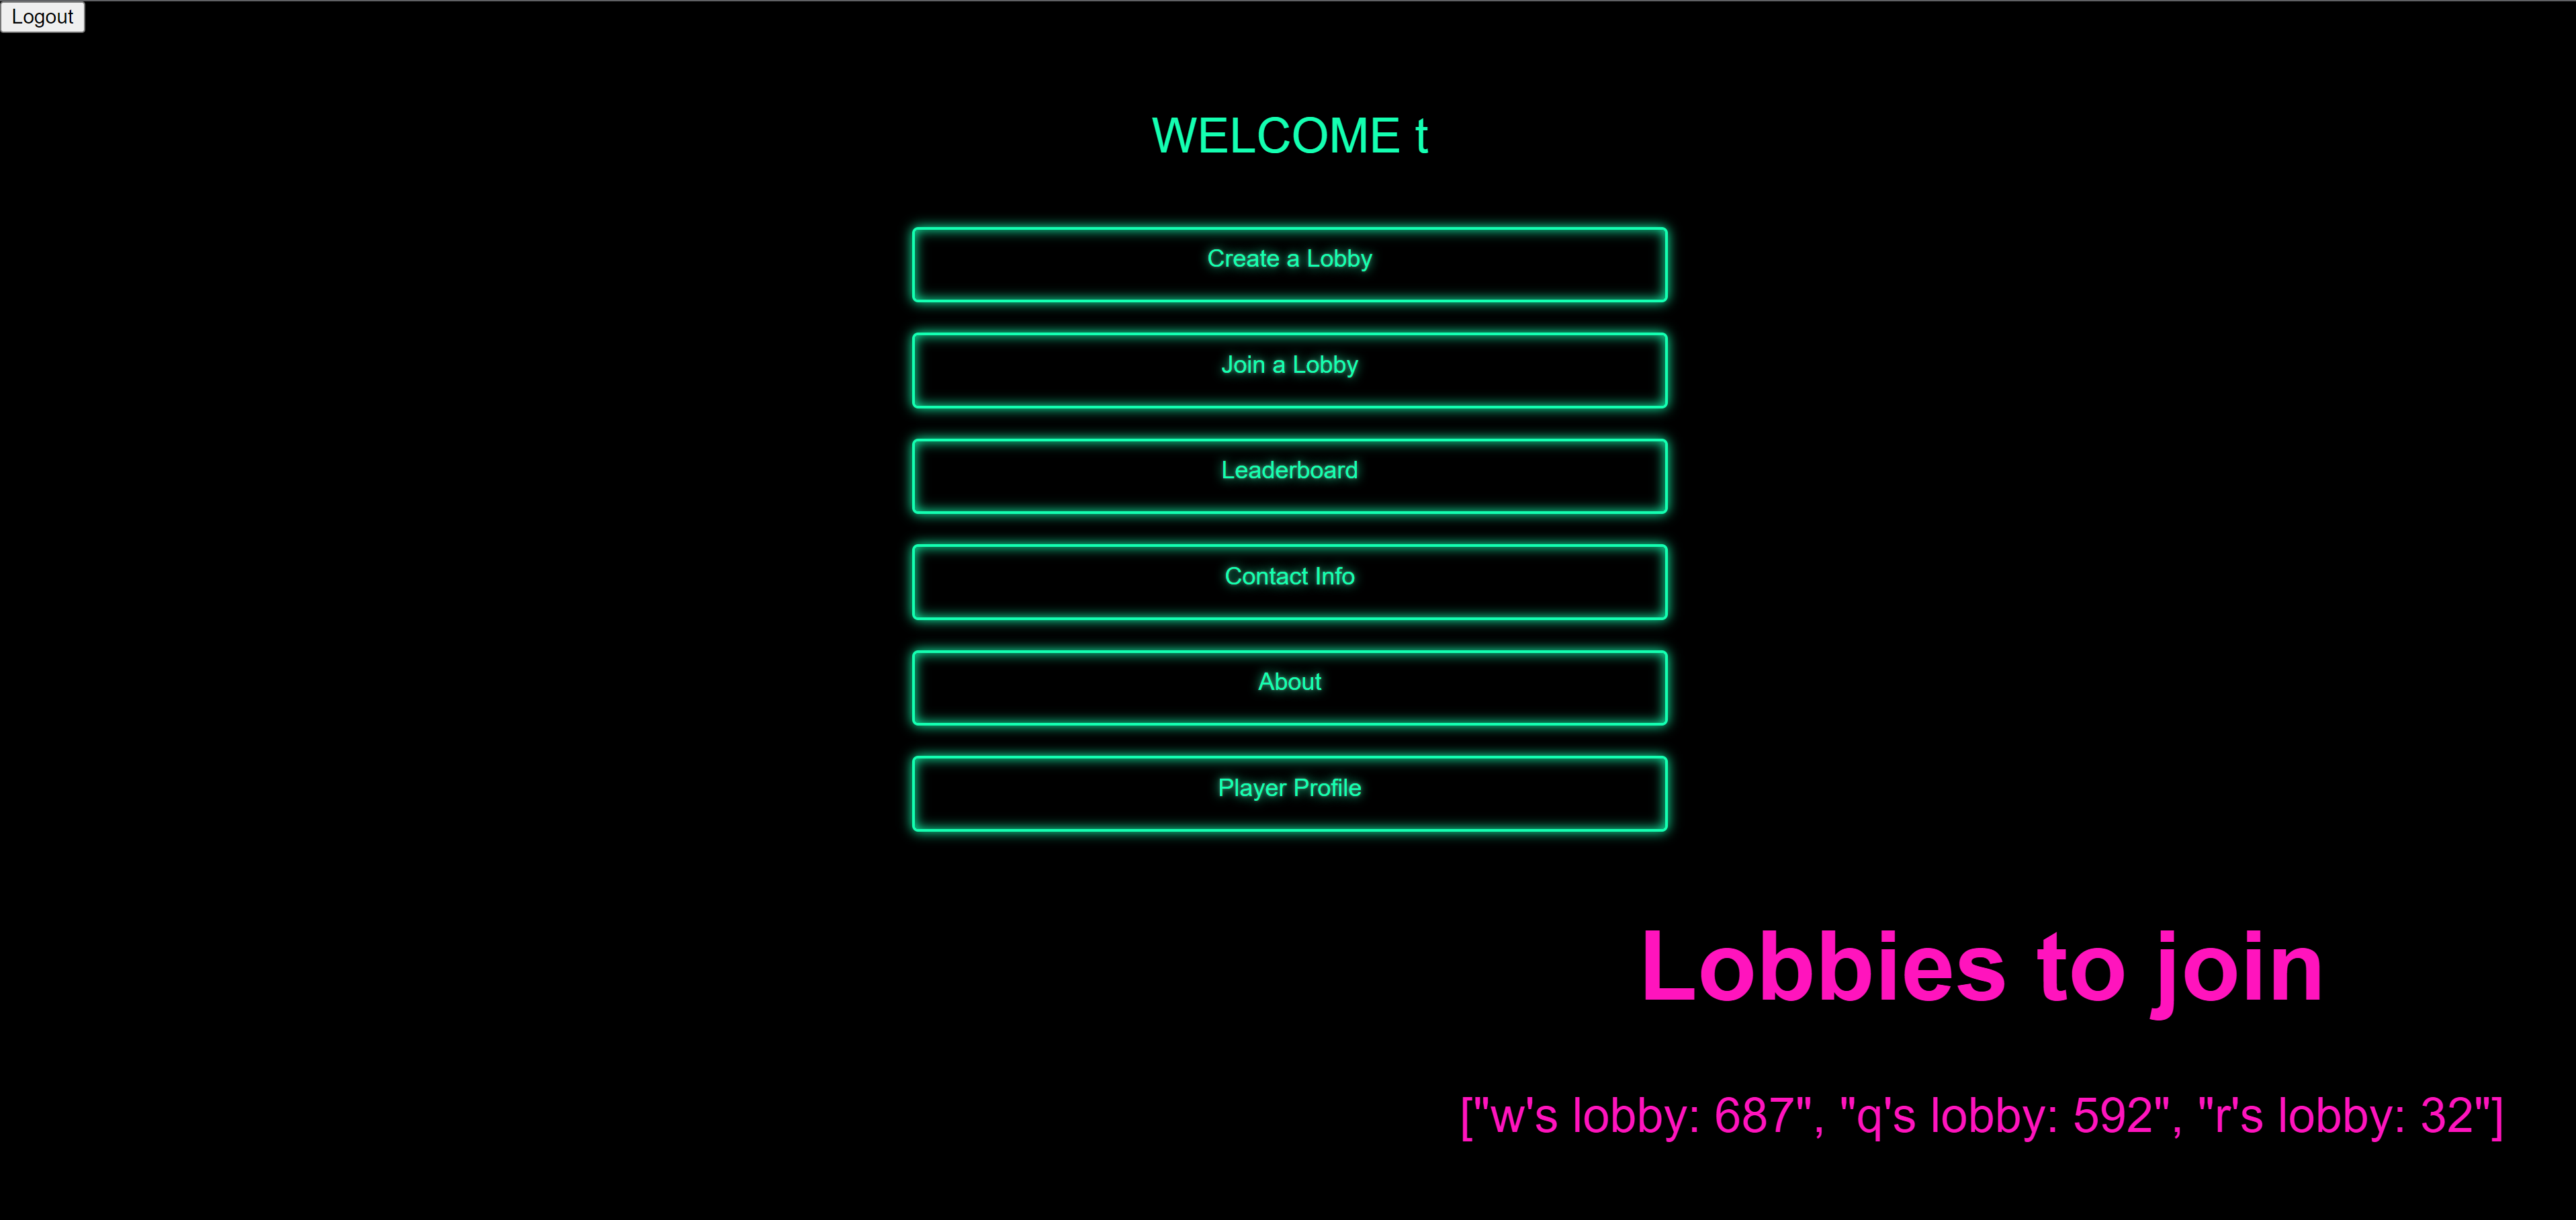 Logout
WELCOME t
Create a Lobby
Join a Lobby
Leaderboard
Contact Info
About
Player Profile
Lobbies to join
["w's lobby: 687", "q's lobby: 592", "r's lobby: 32"]